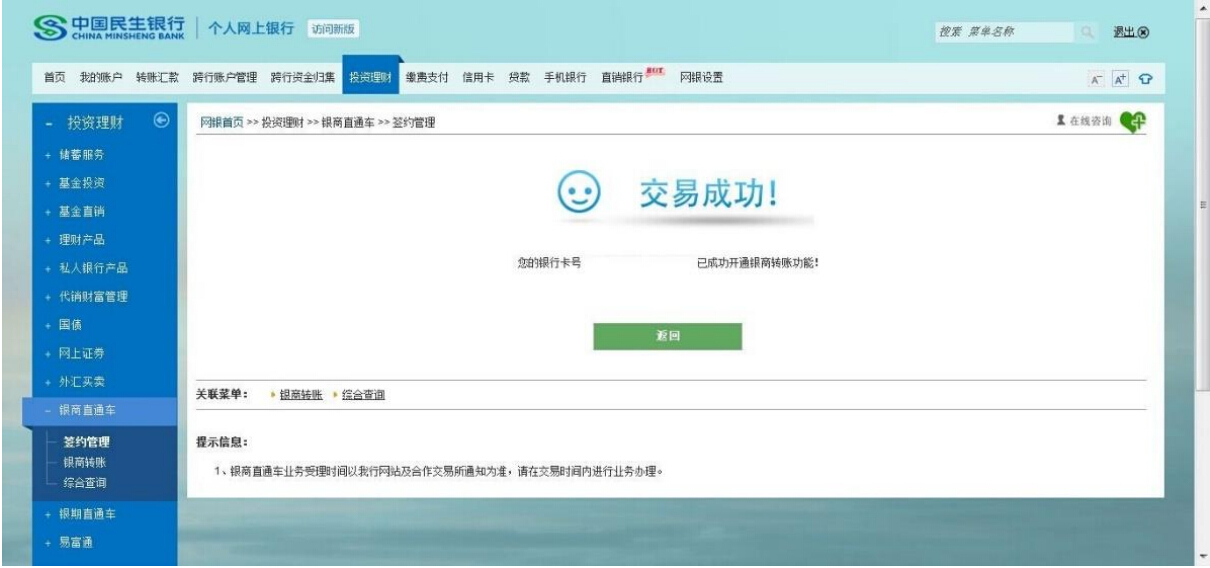 中国民生银行 个人网上银行 访问新版
CHINA MINSHENG BANK
搜索 菜单名称 退出
首页 我的账户 转账汇款 跨行账户管理 跨行资金归集 投资理财 缴费支付 信用卡 贷款 手机银行 直销银行 HOT 网银设置 A- A+
- 投资理财
网银首页 >> 投资理财 >> 银商直通车 >> 签约管理
在线咨询
+ 储蓄服务
+ 基金投资
+ 基金直销
+ 理财产品
+ 私人银行产品
+ 代销财富管理
+ 国债
+ 网上证券
+ 外汇买卖
- 银商直通车
签约管理
银商转账
综合查询
+ 银期直通车
+ 易富通
交易成功!
您的银行卡号 已成功开通银商转账功能!
返回
关联菜单: 银商转账 综合查询
提示信息:
1、银商直通车业务受理时间以我行网站及合作交易所通知为准,请在交易时间内进行业务办理。